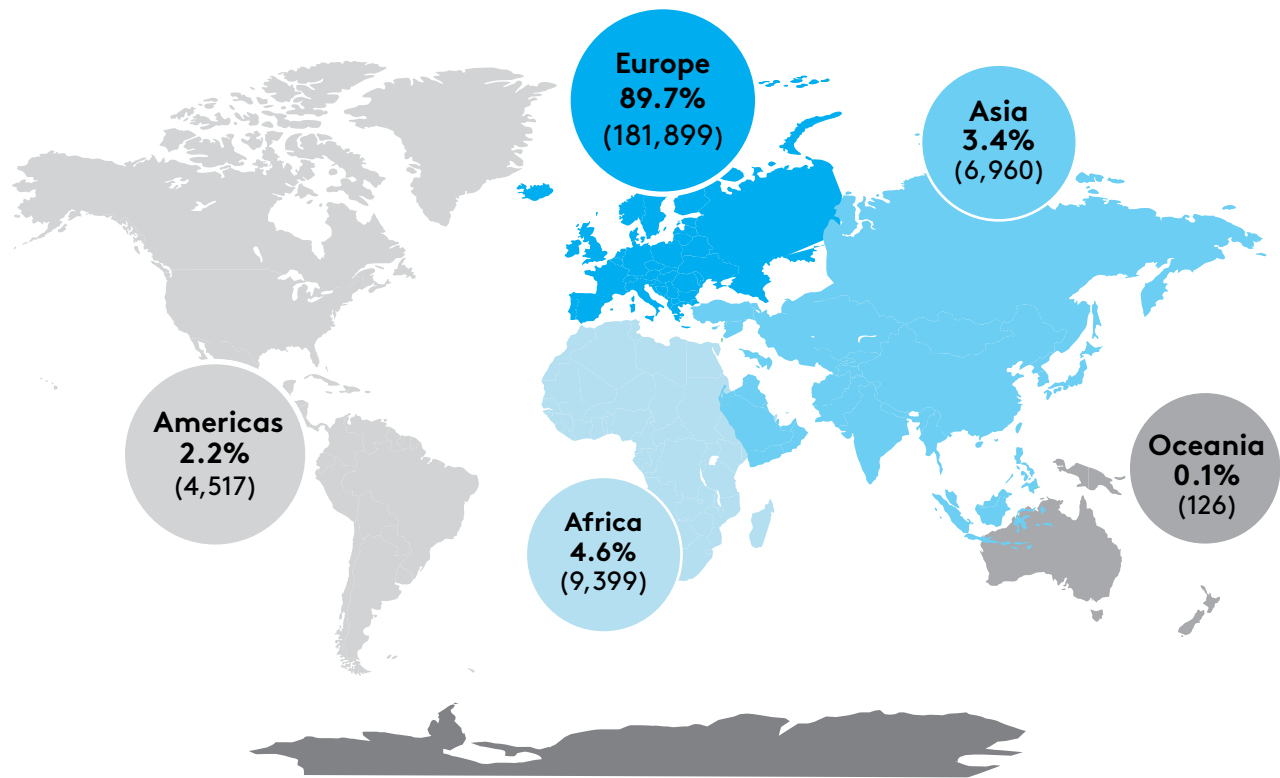 Europe
89.7%
(181,899)
Asia
3.4%
(6,960)
Americas
2.2%
(4,517)
Oceania
0.1%
(126)
Africa
4.6%
(9,399)